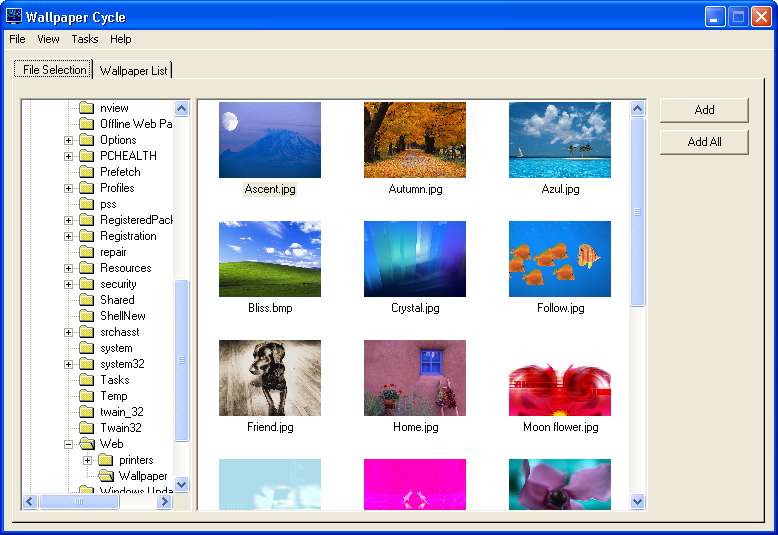 Wallpaper Cycle
File View Tasks Help
File Selection Wallpaper List
nview
Offline Web Pa
Options
PCHEALTH
Prefetch
Profiles
pss
RegisteredPack
Registration
repair
Resources
security
Shared
ShellNew
srchasst
system
system32
Tasks
Temp
twain_32
Twain32
Web
printers
Wallpaper
Windows Upda
Ascent.jpg Autumn.jpg Azul.jpg
Bliss.bmp Crystal.jpg Follow.jpg
Friend.jpg Home.jpg Moon flower.jpg
Add
Add All